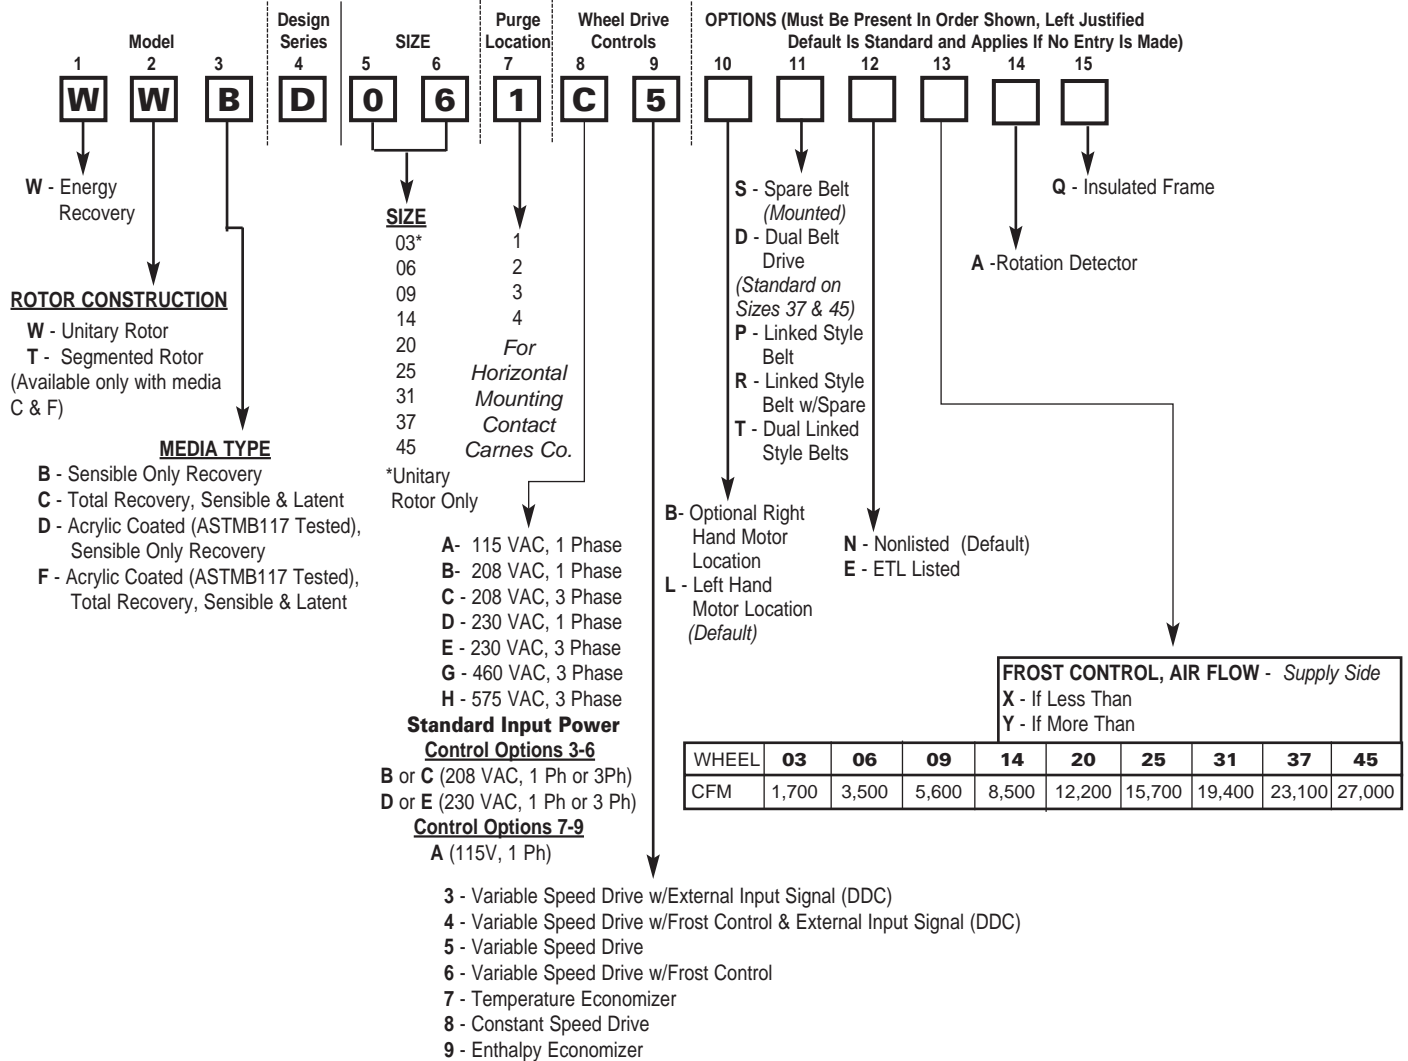 Model
Design
Series
SIZE
Purge
Location
Wheel Drive
Controls
OPTIONS (Must Be Present In Order Shown, Left Justified
Default Is Standard and Applies If No Entry Is Made)
1 2 3 4 5 6 7 8 9 10 11 12 13 14 15
W W B D 0 6 1 C 5
W - Energy
Recovery
ROTOR CONSTRUCTION
W - Unitary Rotor
T - Segmented Rotor
(Available only with media
C & F)
MEDIA TYPE
B - Sensible Only Recovery
C - Total Recovery, Sensible & Latent
D - Acrylic Coated (ASTMB117 Tested),
Sensible Only Recovery
F - Acrylic Coated (ASTMB117 Tested),
Total Recovery, Sensible & Latent
SIZE
03*
06
09
14
20
25
31
37
45
*Unitary
Rotor Only
1
2
3
4
For
Horizontal
Mounting
Contact
Carnes Co.
A- 115 VAC, 1 Phase
B- 208 VAC, 1 Phase
C - 208 VAC, 3 Phase
D - 230 VAC, 1 Phase
E - 230 VAC, 3 Phase
G - 460 VAC, 3 Phase
H - 575 VAC, 3 Phase
Standard Input Power
Control Options 3-6
B or C (208 VAC, 1 Ph or 3Ph)
D or E (230 VAC, 1 Ph or 3 Ph)
Control Options 7-9
A (115V, 1 Ph)
3 - Variable Speed Drive w/External Input Signal (DDC)
4 - Variable Speed Drive w/Frost Control & External Input Signal (DDC)
5 - Variable Speed Drive
6 - Variable Speed Drive w/Frost Control
7 - Temperature Economizer
8 - Constant Speed Drive
9 - Enthalpy Economizer
B- Optional Right
Hand Motor
Location
L - Left Hand
Motor Location
(Default)
S - Spare Belt
(Mounted)
D - Dual Belt
Drive
(Standard on
Sizes 37 & 45)
P - Linked Style
Belt
R - Linked Style
Belt w/Spare
T - Dual Linked
Style Belts
N - Nonlisted (Default)
E - ETL Listed
A -Rotation Detector
Q - Insulated Frame
FROST CONTROL, AIR FLOW - Supply Side
X - If Less Than
Y - If More Than
WHEEL 03 06 09 14 20 25 31 37 45
CFM 1,700 3,500 5,600 8,500 12,200 15,700 19,400 23,100 27,000